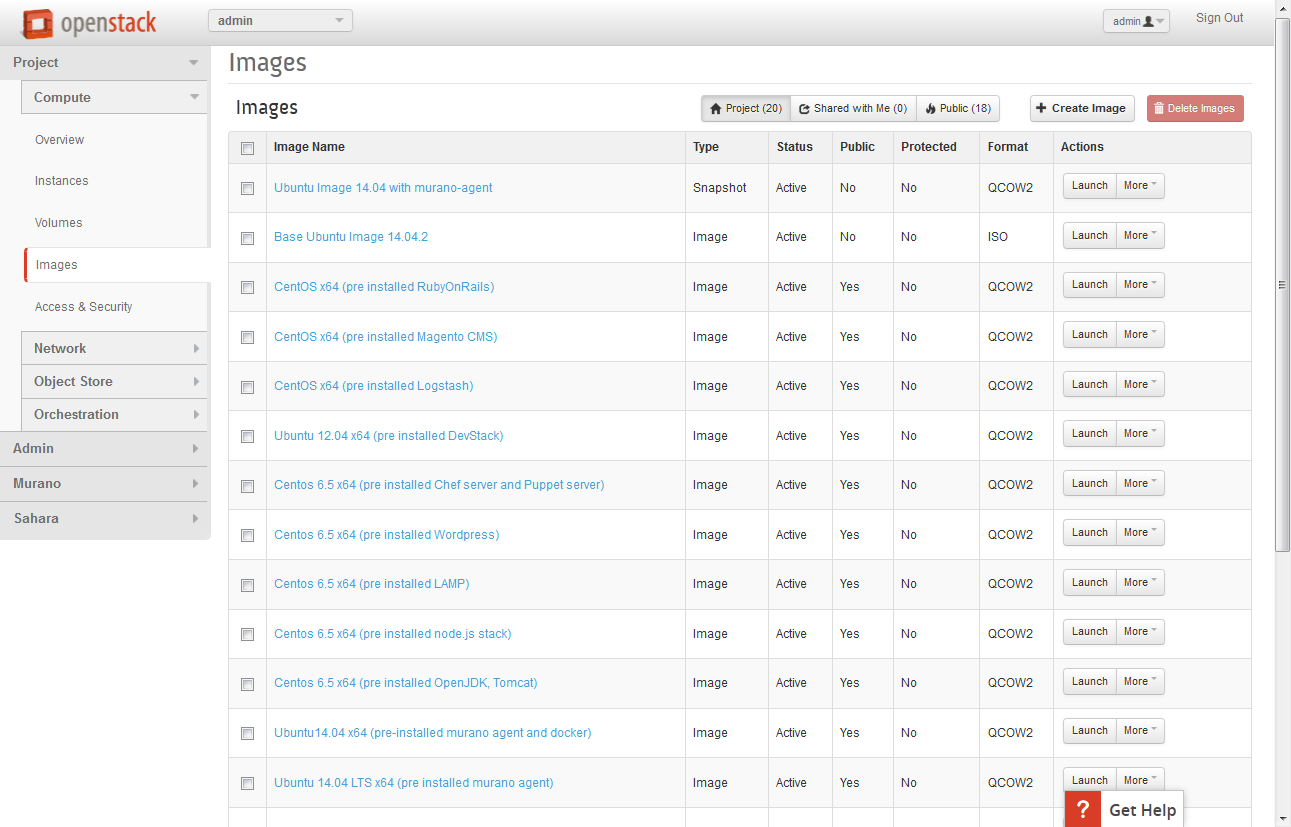 openstack admin admin Sign Out
Project
Compute
Overview
Instances
Volumes
Images
Access & Security
Network
Object Store
Orchestration
Admin
Murano
Sahara
Images
Images Project (20) Shared with Me (0) Public (18) Create Image Delete Images
Image Name Type Status Public Protected Format Actions
Ubuntu Image 14.04 with murano-agent Snapshot Active No No QCOW2 Launch More
Base Ubuntu Image 14.04.2 Image Active No No ISO Launch More
CentOS x64 (pre installed RubyOnRails) Image Active Yes No QCOW2 Launch More
CentOS x64 (pre installed Magento CMS) Image Active Yes No QCOW2 Launch More
CentOS x64 (pre installed Logstash) Image Active Yes No QCOW2 Launch More
Ubuntu 12.04 x64 (pre installed DevStack) Image Active Yes No QCOW2 Launch More
Centos 6.5 x64 (pre installed Chef server and Puppet server) Image Active Yes No QCOW2 Launch More
Centos 6.5 x64 (pre installed Wordpress) Image Active Yes No QCOW2 Launch More
Centos 6.5 x64 (pre installed LAMP) Image Active Yes No QCOW2 Launch More
Centos 6.5 x64 (pre installed node.js stack) Image Active Yes No QCOW2 Launch More
Centos 6.5 x64 (pre installed OpenJDK, Tomcat) Image Active Yes No QCOW2 Launch More
Ubuntu14.04 x64 (pre-installed murano agent and docker) Image Active Yes No QCOW2 Launch More
Ubuntu 14.04 LTS x64 (pre installed murano agent) Image Active Yes No QCOW2 Launch More
? Get Help